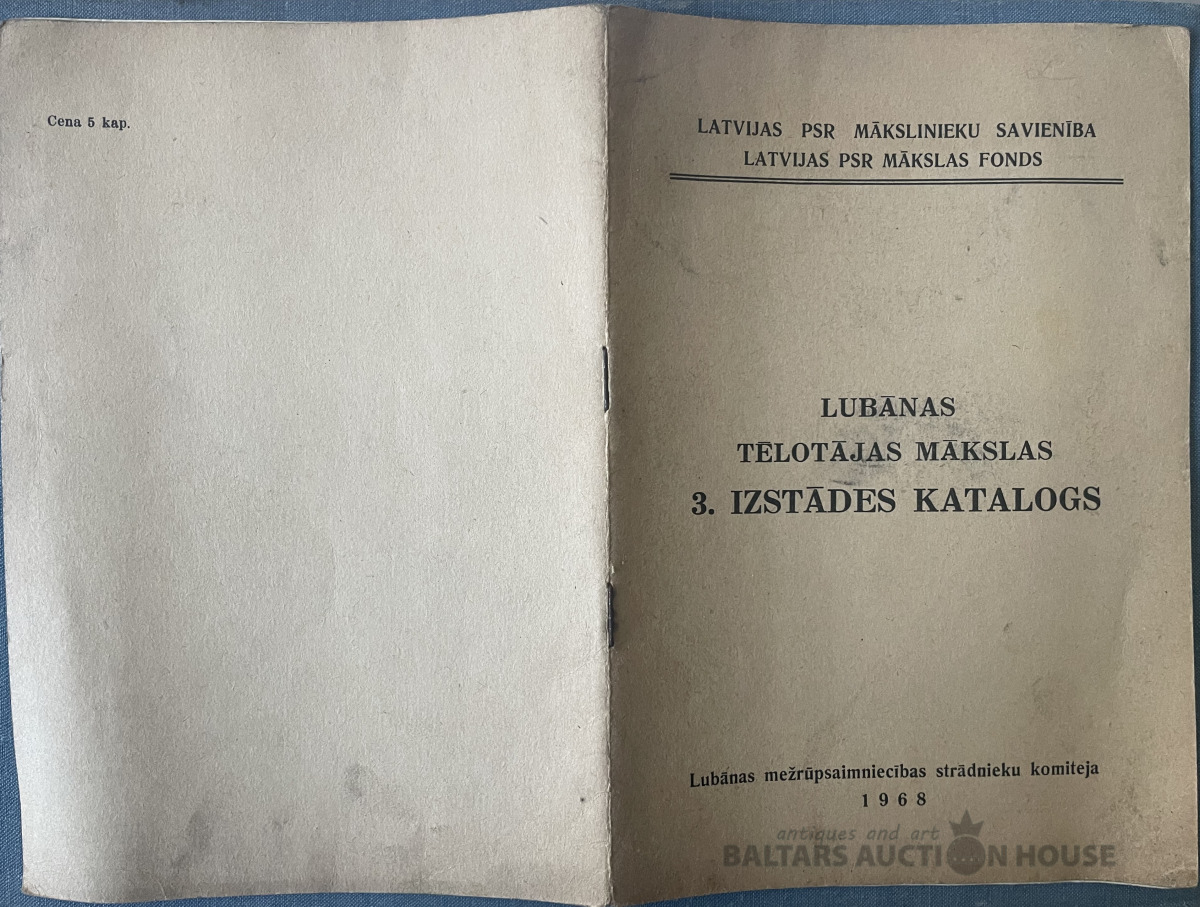 Cena 5 kap.
LATVIJAS PSR MĀKSLINIEKU SAVIENĪBA
LATVIJAS PSR MĀKSLAS FONDS
LUBĀNAS
TĒLOTĀJAS MĀKSLAS
3. IZSTĀDES KATALOGS
Lubānas mežrūpsaimniecības strādnieku komiteja
1968
antiques and art
BALTARS AUCTION HOUSE